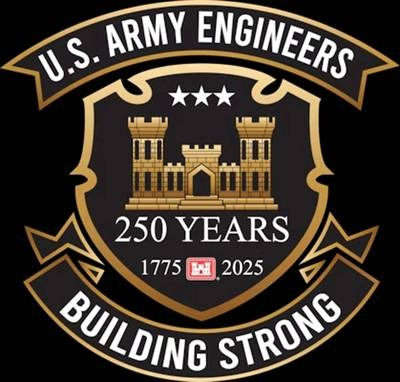 U.S. ARMY ENGINEERS
250 YEARS
1775 2025
BUILDING STRONG